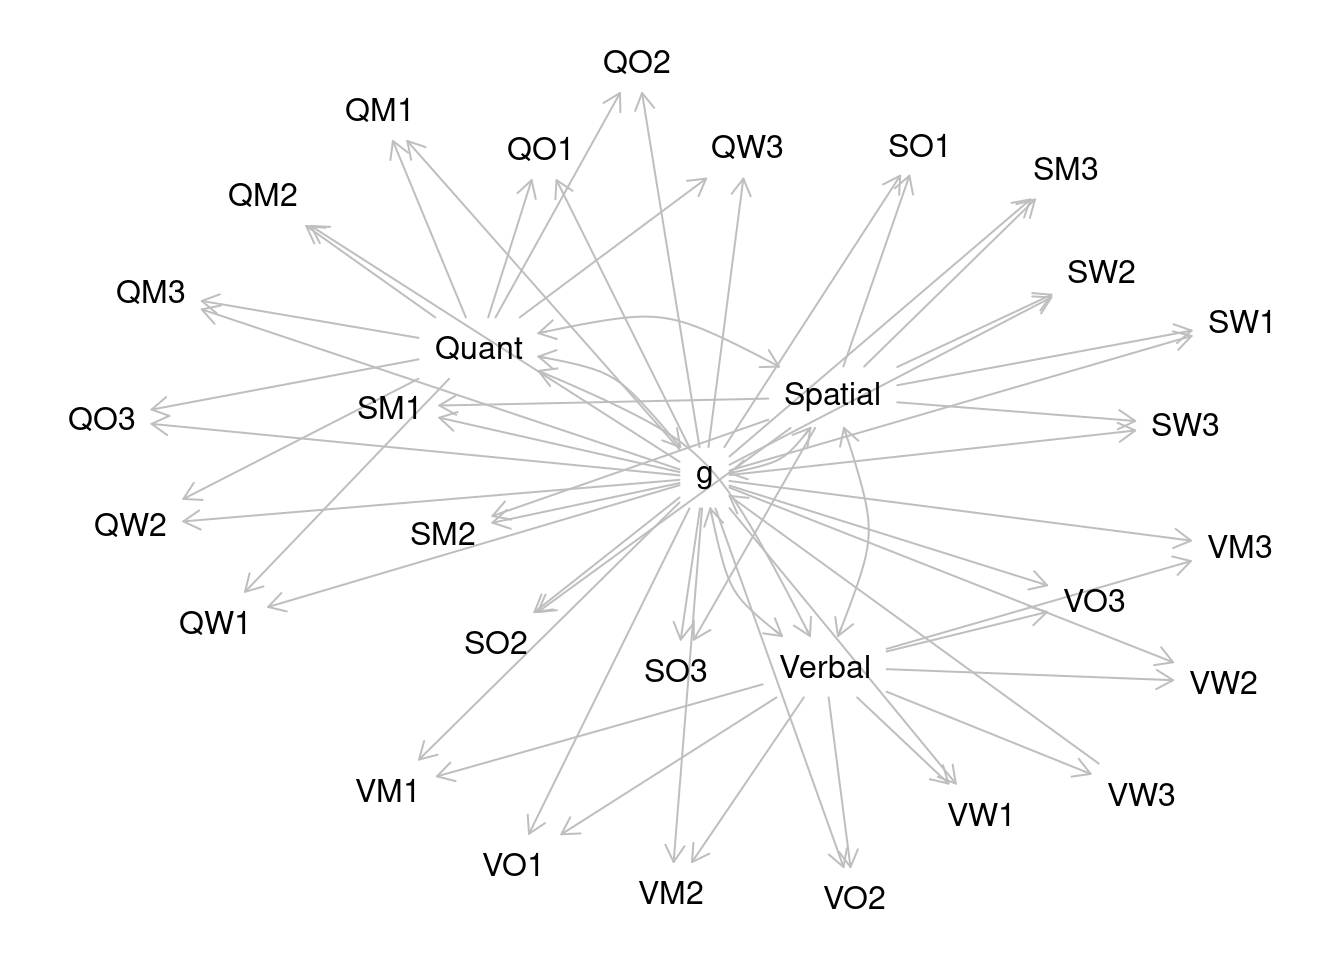 QO2
QM1
QO1
QW3
SO1
SM3
QM2
SW2
QM3
SW1
Quant
Spatial
SM1
QO3
SW3
g
QW2
SM2
VM3
VO3
QW1
SO2
SO3
Verbal
VW2
VM1
VW3
VW1
VO1
VM2
VO2